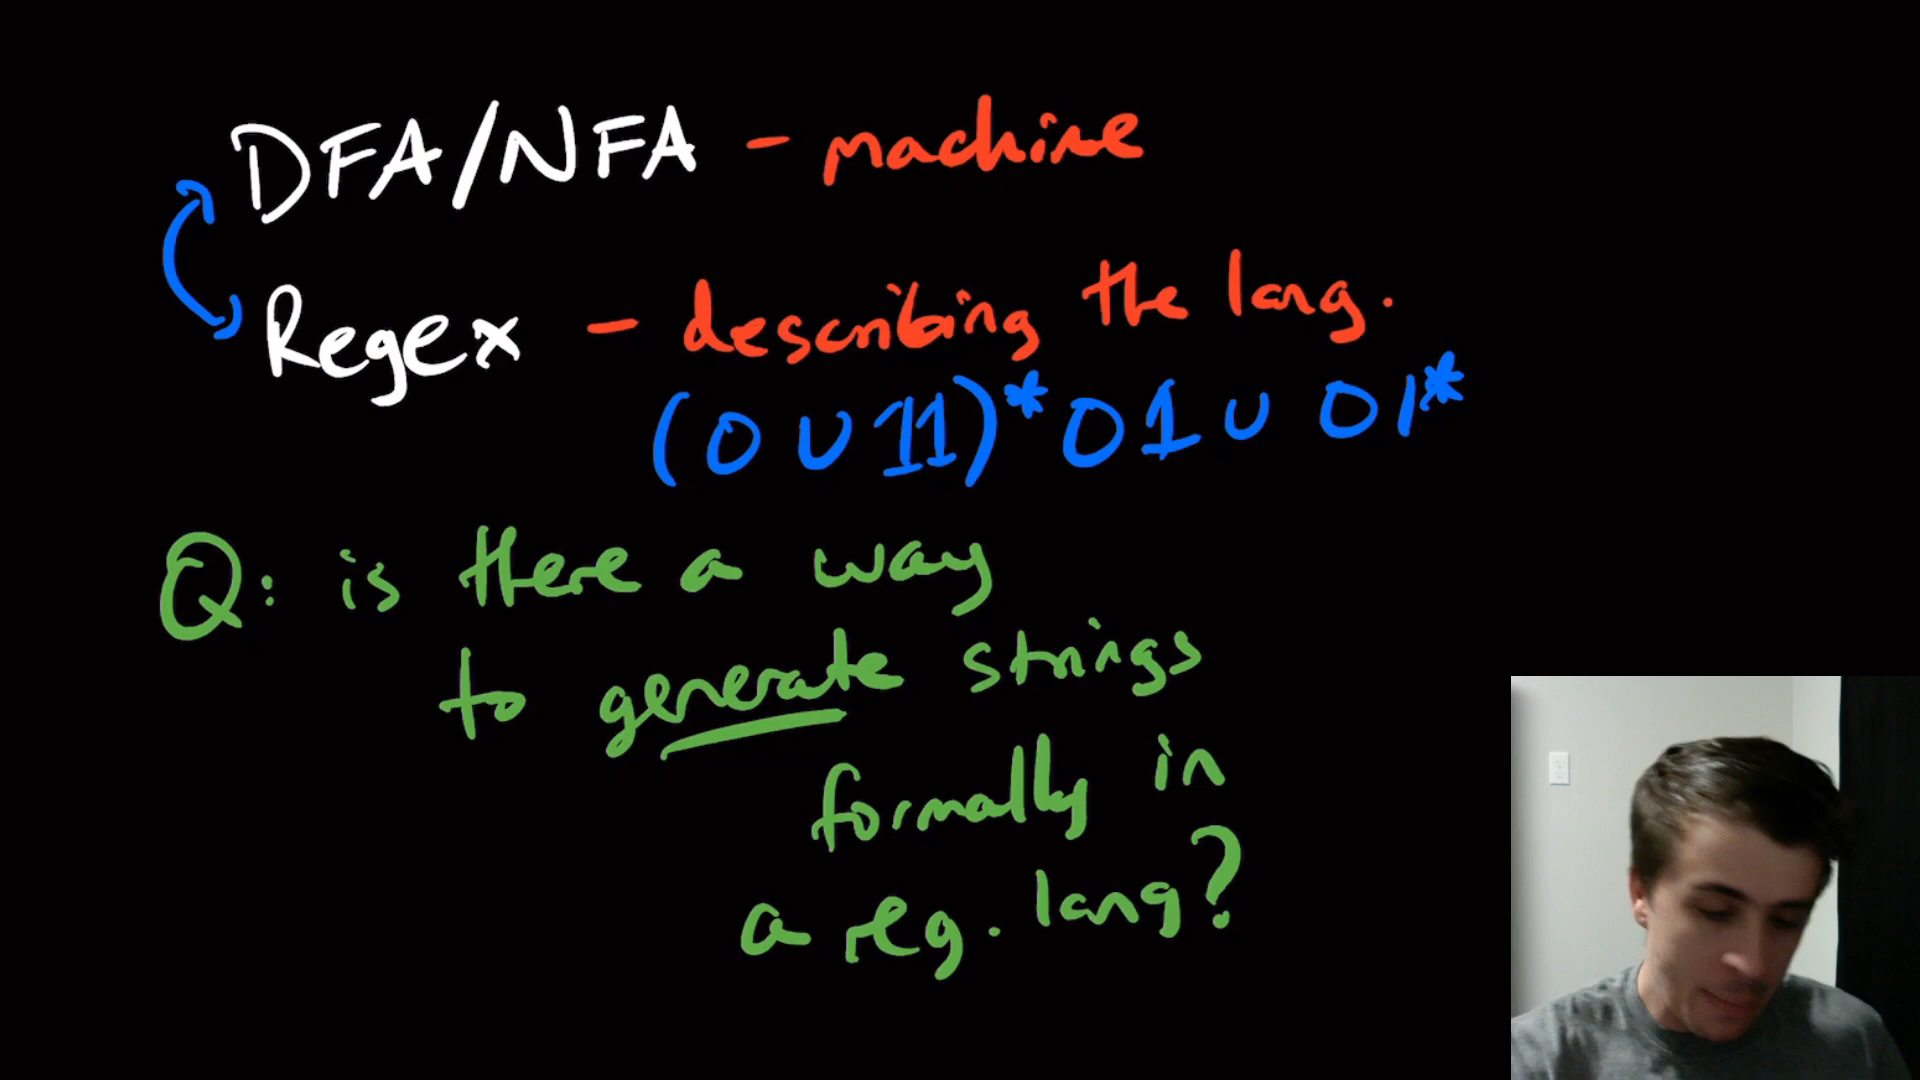 DFA/NFA - machine
Regex - describing the lang.
(0 ∪ 11)* 01 ∪ 01*
Q: is there a way
to generate strings
formally in
a reg. lang?